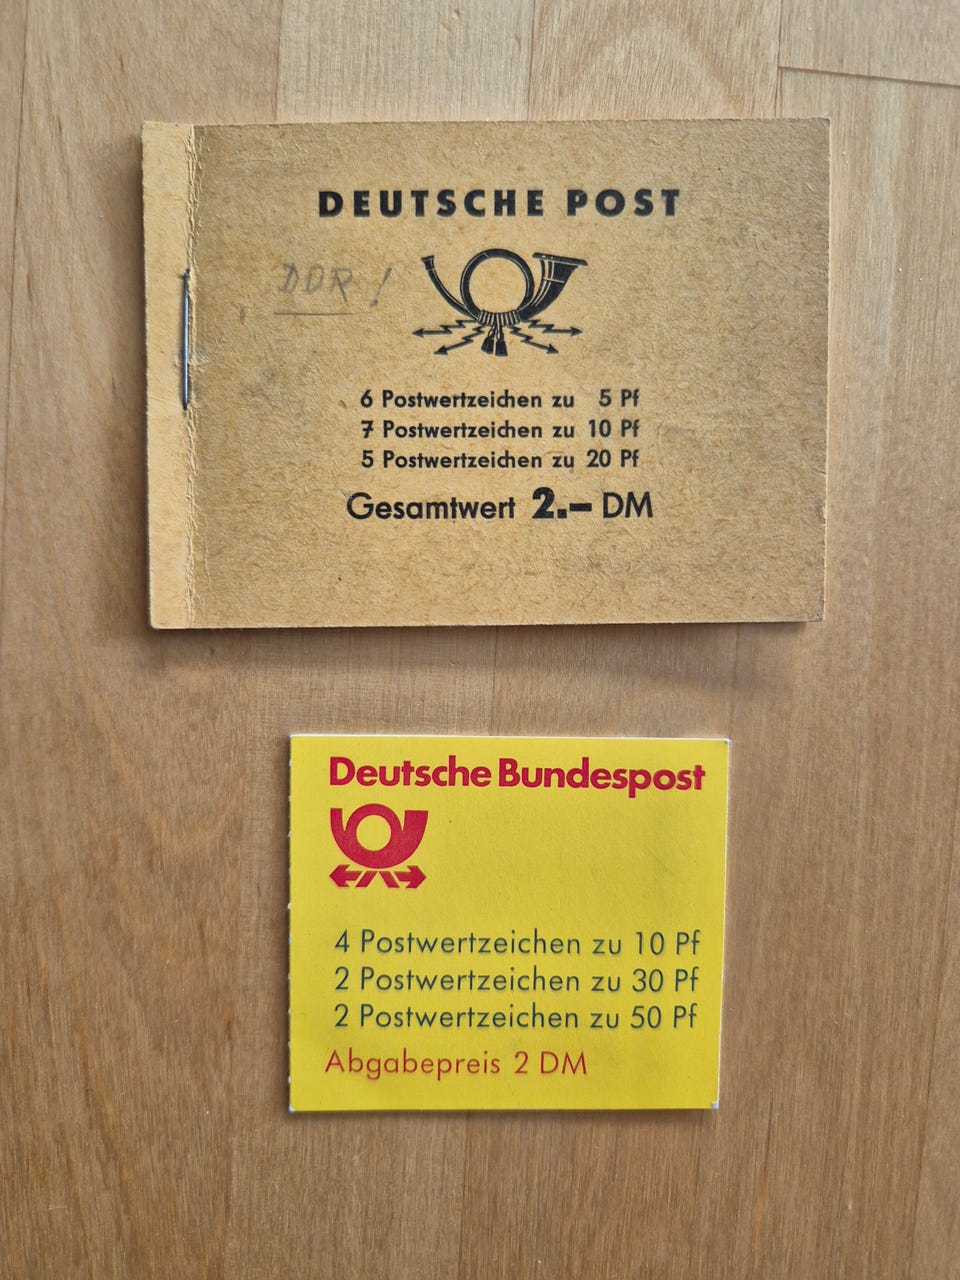 DEUTSCHE POST
DDR !
6 Postwertzeichen zu 5 Pf
7 Postwertzeichen zu 10 Pf
5 Postwertzeichen zu 20 Pf
Gesamtwert 2.– DM
Deutsche Bundespost
4 Postwertzeichen zu 10 Pf
2 Postwertzeichen zu 30 Pf
2 Postwertzeichen zu 50 Pf
Abgabepreis 2 DM